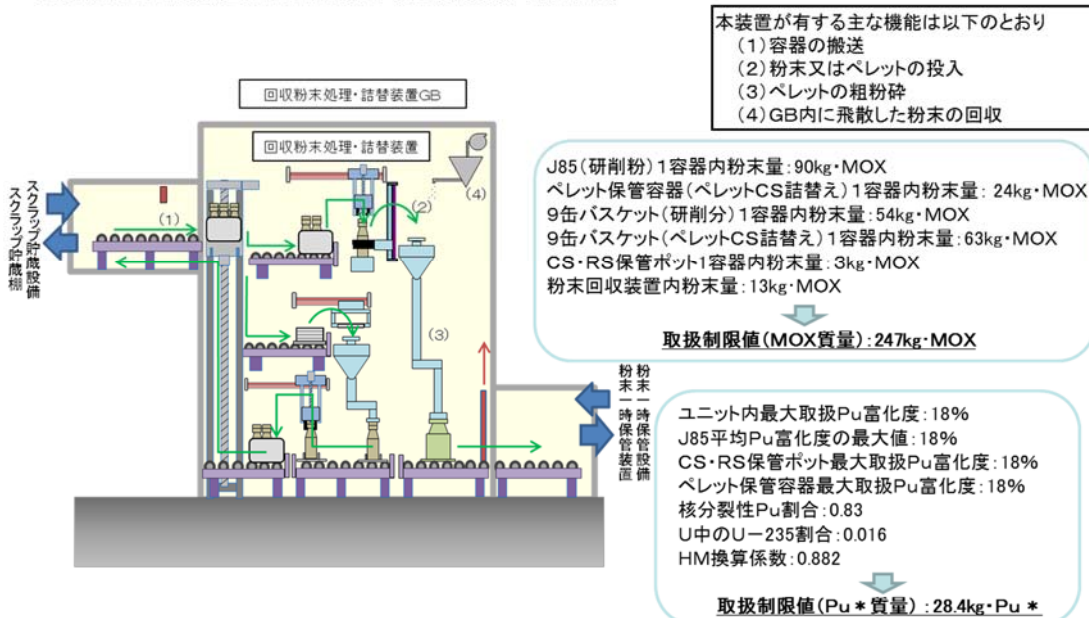 本装置が有する主な機能は以下のとおり
(1)容器の搬送
(2)粉末又はペレットの投入
(3)ペレットの粗粉砕
(4)GB内に飛散した粉末の回収
回収粉末処理・詰替装置GB
回収粉末処理・詰替装置
(1)
(2)
(3)
(4)
スクラップ貯蔵設備
スクラップ貯蔵棚
粉末一時保管設備
粉末一時保管装置
J85(研削粉)1容器内粉末量:90kg・MOX
ペレット保管容器(ペレットCS詰替え)1容器内粉末量:24kg・MOX
9缶バスケット(研削分)1容器内粉末量:54kg・MOX
9缶バスケット(ペレットCS詰替え)1容器内粉末量:63kg・MOX
CS・RS保管ポット1容器内粉末量:3kg・MOX
粉末回収装置内粉末量:13kg・MOX
取扱制限値(MOX質量):247kg・MOX
ユニット内最大取扱Pu富化度:18%
J85平均Pu富化度の最大値:18%
CS・RS保管ポット最大取扱Pu富化度:18%
ペレット保管容器最大取扱Pu富化度:18%
核分裂性Pu割合:0.83
U中のU-235割合:0.016
HM換算係数:0.882
取扱制限値(Pu*質量):28.4kg・Pu*